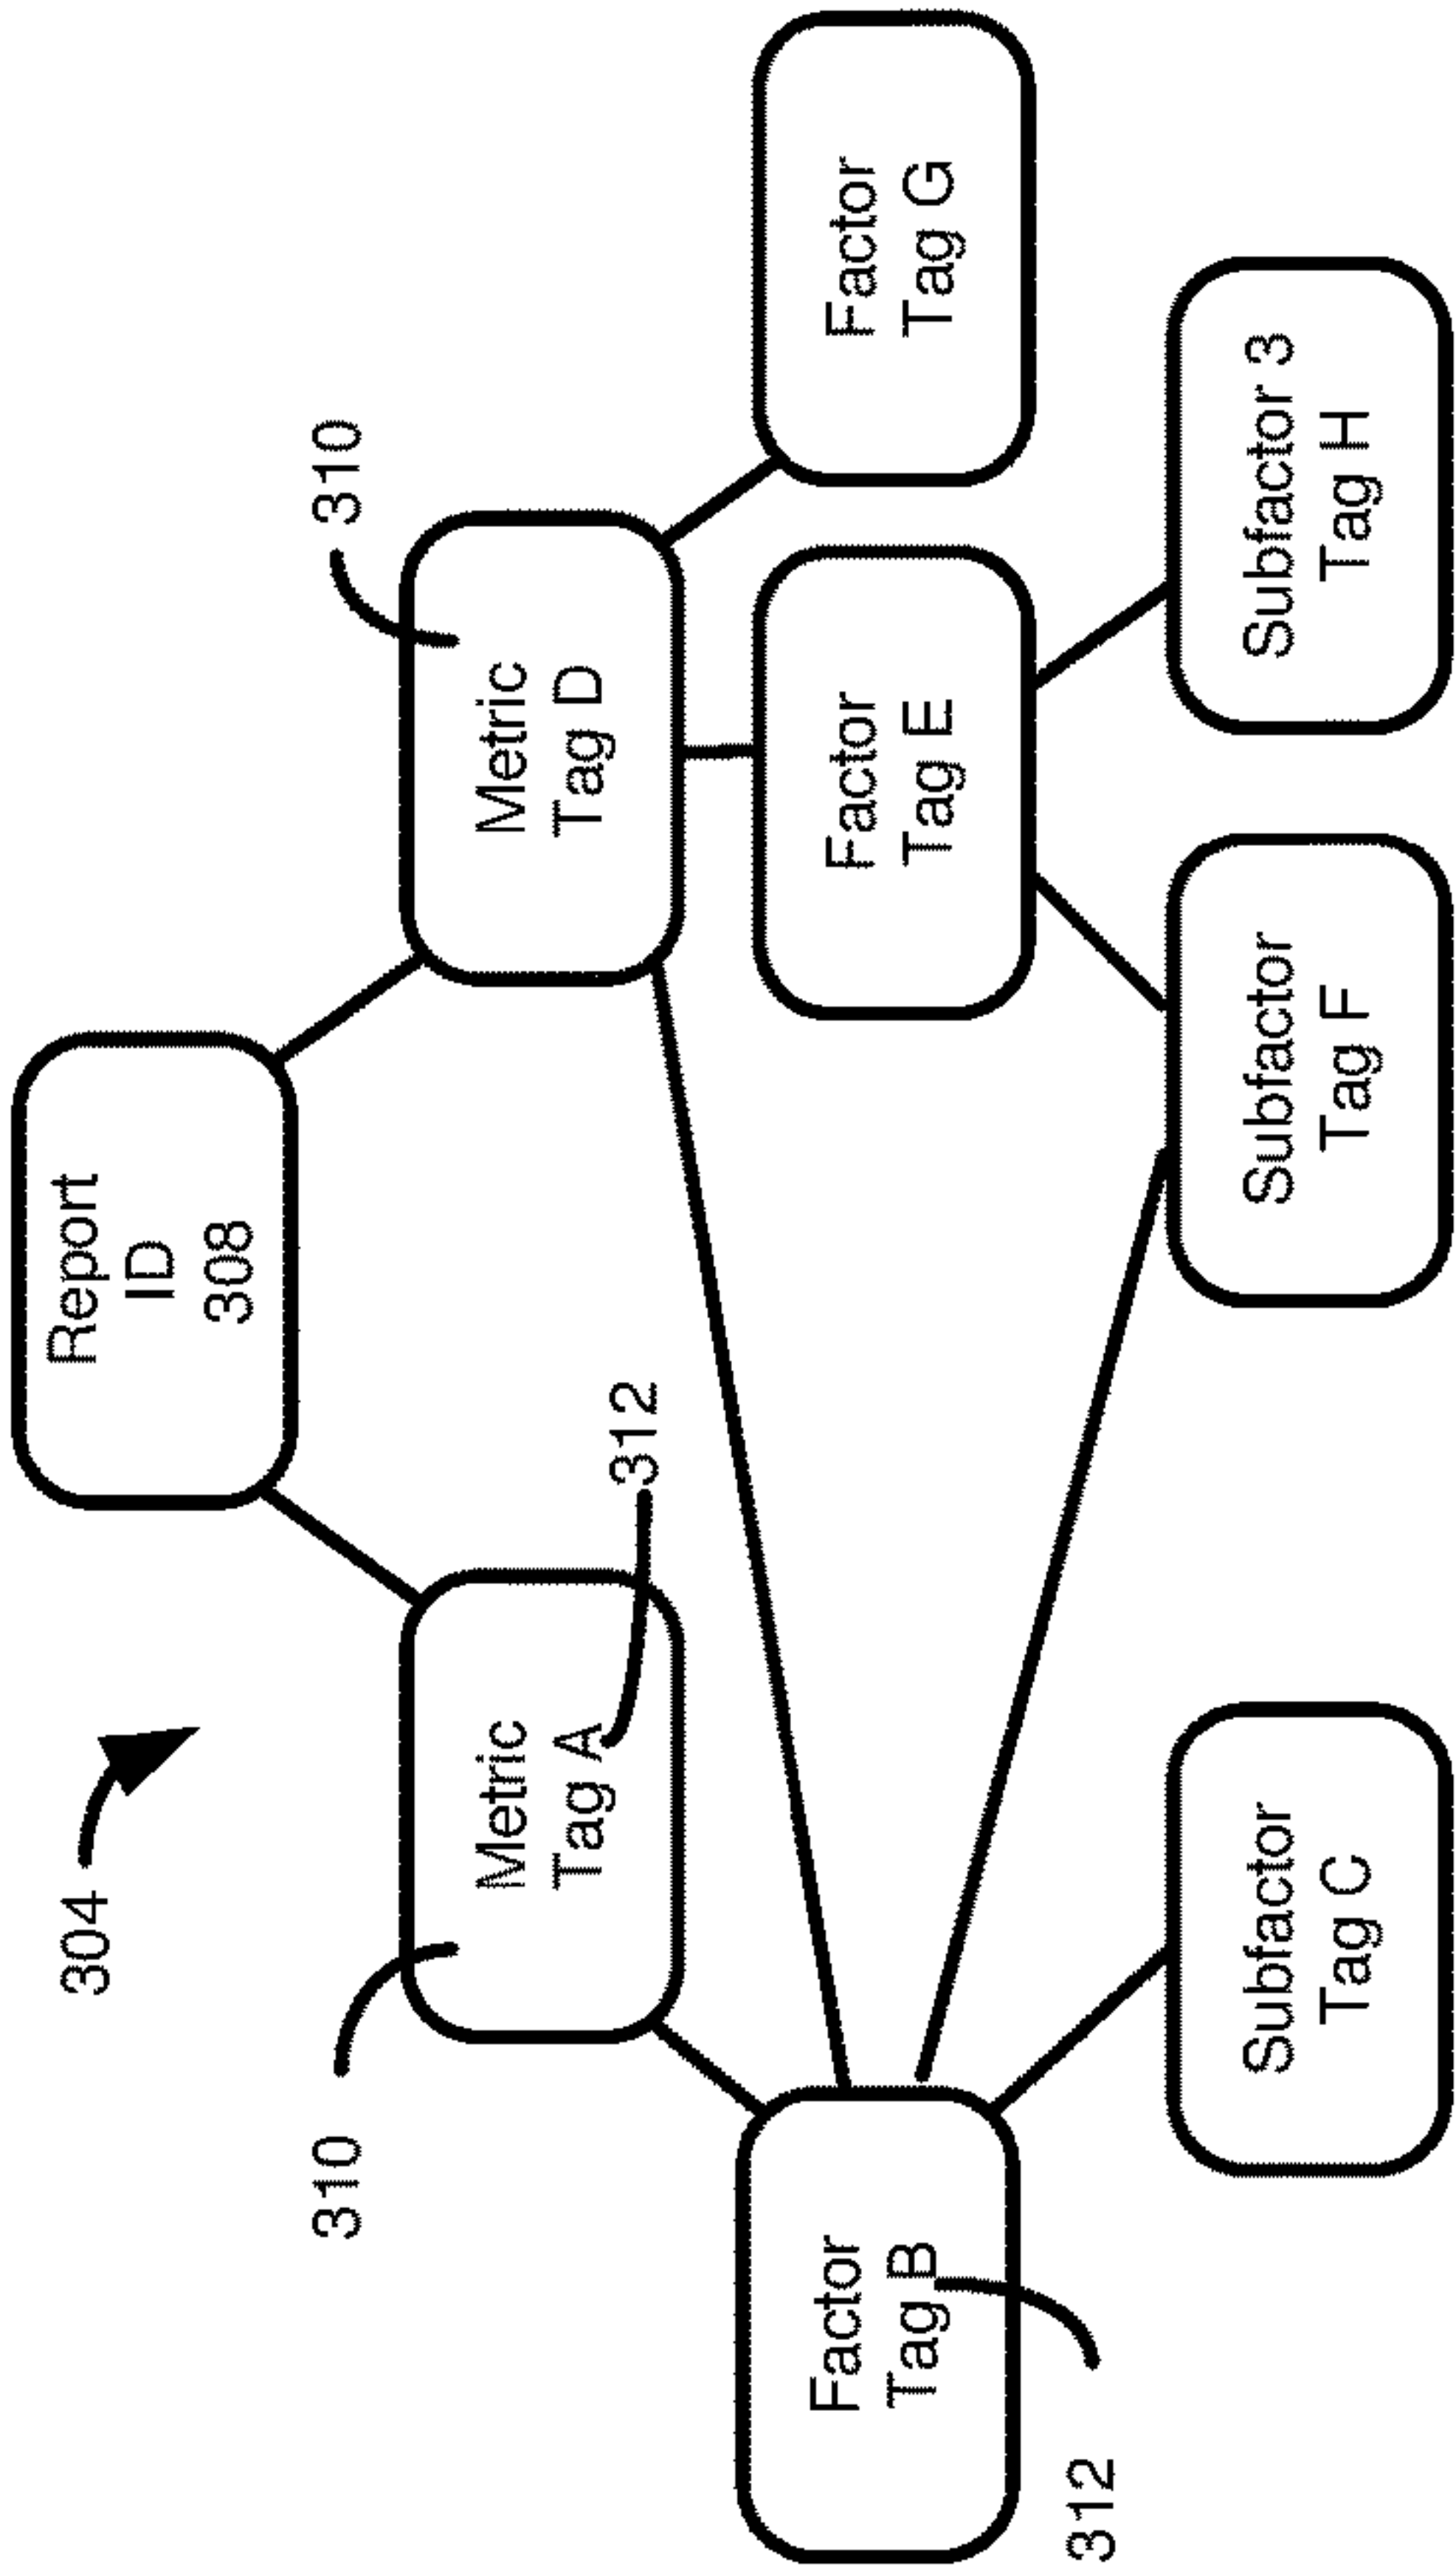 304
Report
ID
308
310
Metric
Tag A
312
310
Metric
Tag D
Factor
Tag B
312
Factor
Tag E
Factor
Tag G
Subfactor
Tag C
Subfactor
Tag F
Subfactor 3
Tag H